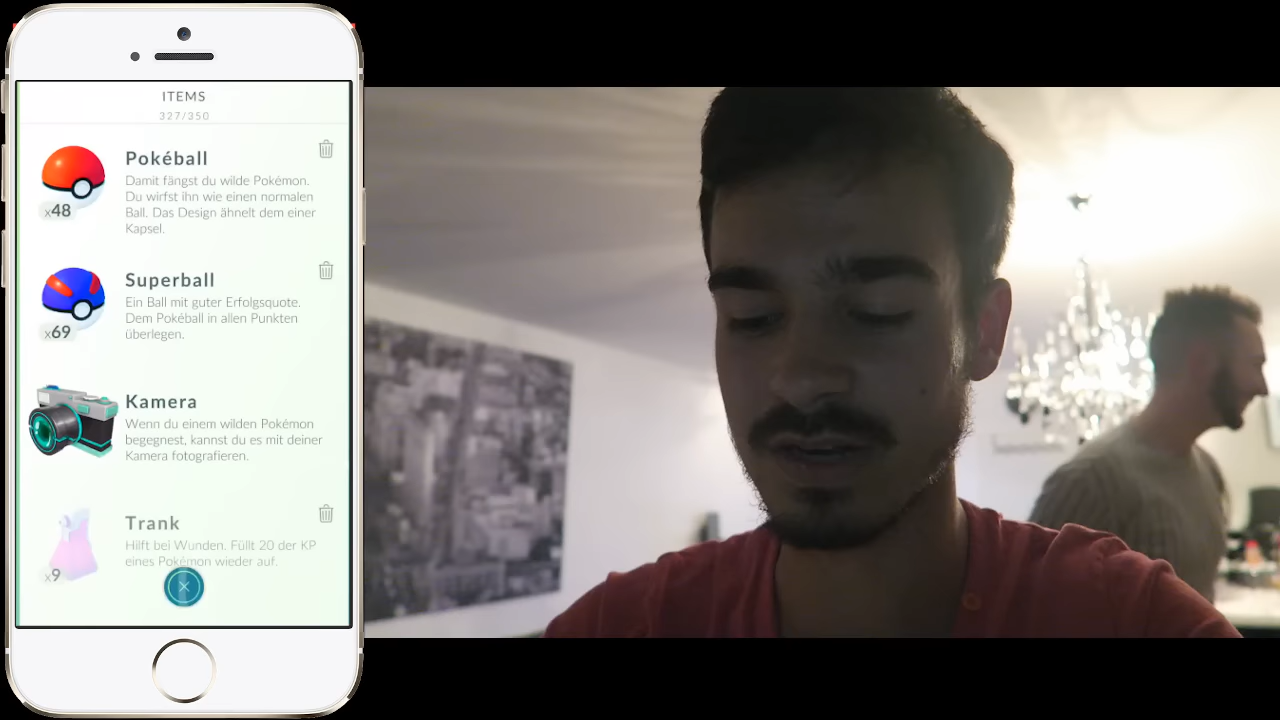 ITEMS
327/350
Pokéball
Damit fängst du wilde Pokémon.
Du wirfst ihn wie einen normalen
Ball. Das Design ähnelt dem einer
Kapsel.
x48
Superball
Ein Ball mit guter Erfolgsquote.
Dem Pokéball in allen Punkten
überlegen.
x69
Kamera
Wenn du einem wilden Pokémon
begegnest, kannst du es mit deiner
Kamera fotografieren.
Trank
Hilft bei Wunden. Füllt 20 der KP
eines Pokémon wieder auf.
x9